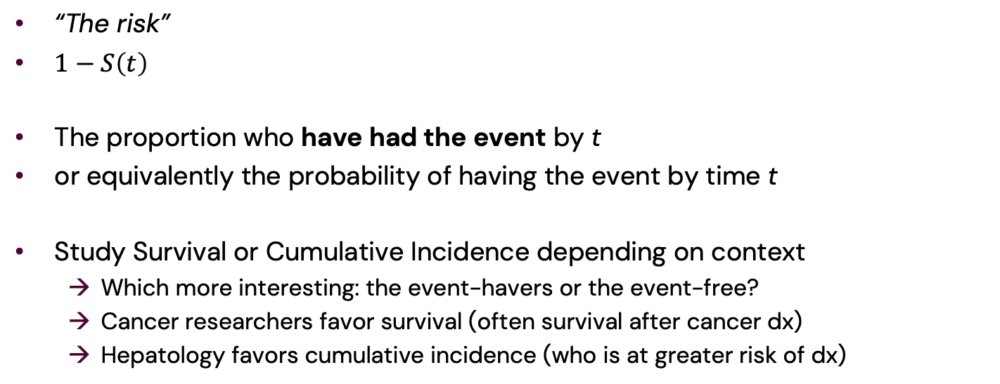 • “The risk”
• 1 − S(t)
• The proportion who have had the event by t
• or equivalently the probability of having the event by time t
• Study Survival or Cumulative Incidence depending on context
→ Which more interesting: the event-havers or the event-free?
→ Cancer researchers favor survival (often survival after cancer dx)
→ Hepatology favors cumulative incidence (who is at greater risk of dx)